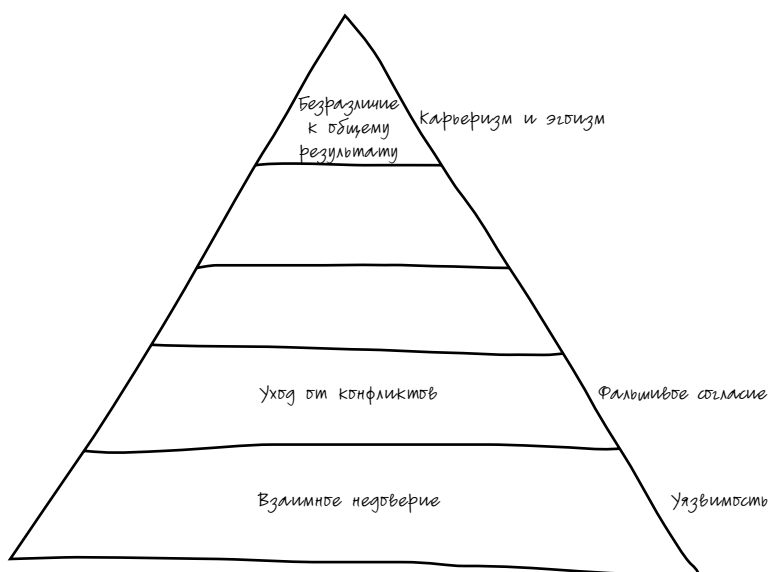 Безразличие
к общему
результату
Карьеризм и эгоизм
Уход от конфликтов
Фальшивое согласие
Взаимное недоверие
Уязвимость